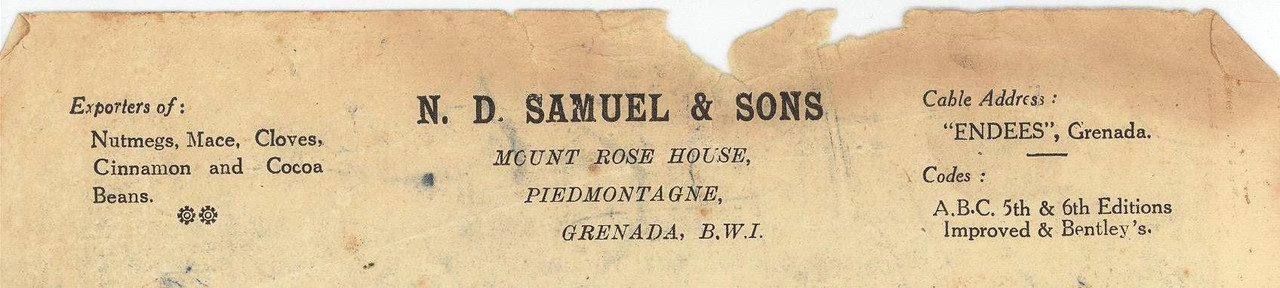 Exporters of:
Nutmegs, Mace, Cloves,
Cinnamon and Cocoa
Beans.
N. D. SAMUEL & SONS
MOUNT ROSE HOUSE,
PIEDMONTAGNE,
GRENADA, B.W.I.
Cable Address:
"ENDEES", Grenada.
Codes:
A.B.C. 5th & 6th Editions
Improved & Bentley's.